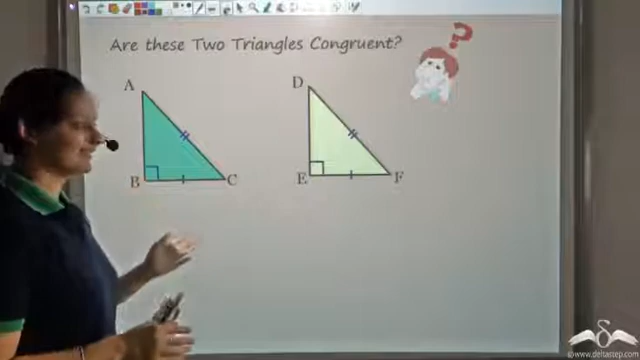 Are these Two Triangles Congruent?
?
A
D
B
C
E
F
© www.deltastep.com